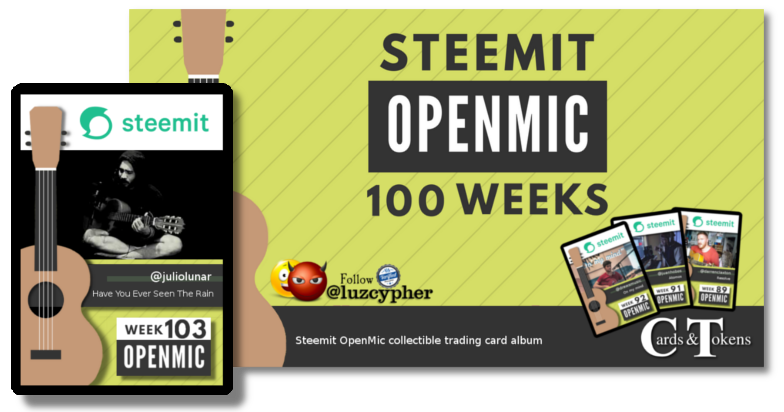 STEEMIT
OPENMIC
100 WEEKS
steemit
@juliolunar
Have You Ever Seen The Rain
WEEK 103
OPENMIC
Follow
@luzcypher
steemit
WEEK 92
OPENMIC
steemit
WEEK 91
OPENMIC
steemit
WEEK 89
OPENMIC
Steemit OpenMic collectible trading card album
Cards & Tokens